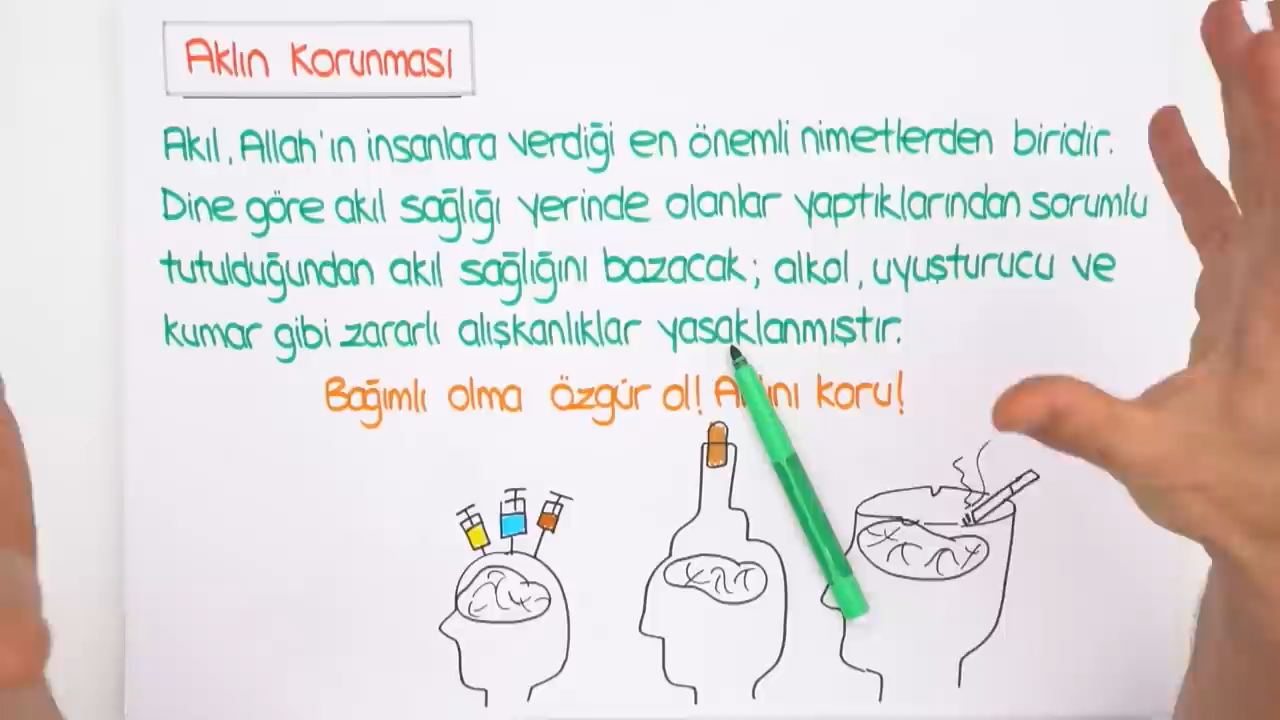 Aklın Korunması
Akıl, Allah'ın insanlara verdiği en önemli nimetlerden biridir.
Dine göre akıl sağlığı yerinde olanlar yaptıklarından sorumlu
tutulduğundan akıl sağlığını bozacak; alkol, uyuşturucu ve
kumar gibi zararlı alışkanlıklar yasaklanmıştır.
Bağımlı olma özgür ol! koru!